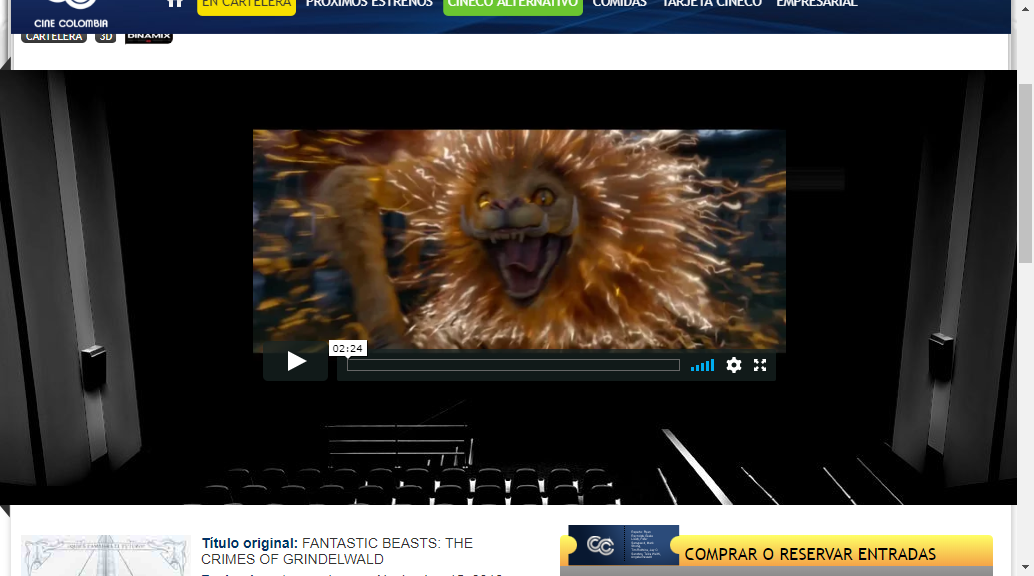 EN CARTELERA PRÓXIMOS ESTRENOS CINECO ALTERNATIVO COMIDAS TARJETA CINECO EMPRESARIAL
CINE COLOMBIA
CARTELERA 3D DINAMIX
02:24
Título original: FANTASTIC BEASTS: THE
CRIMES OF GRINDELWALD
COMPRAR O RESERVAR ENTRADAS